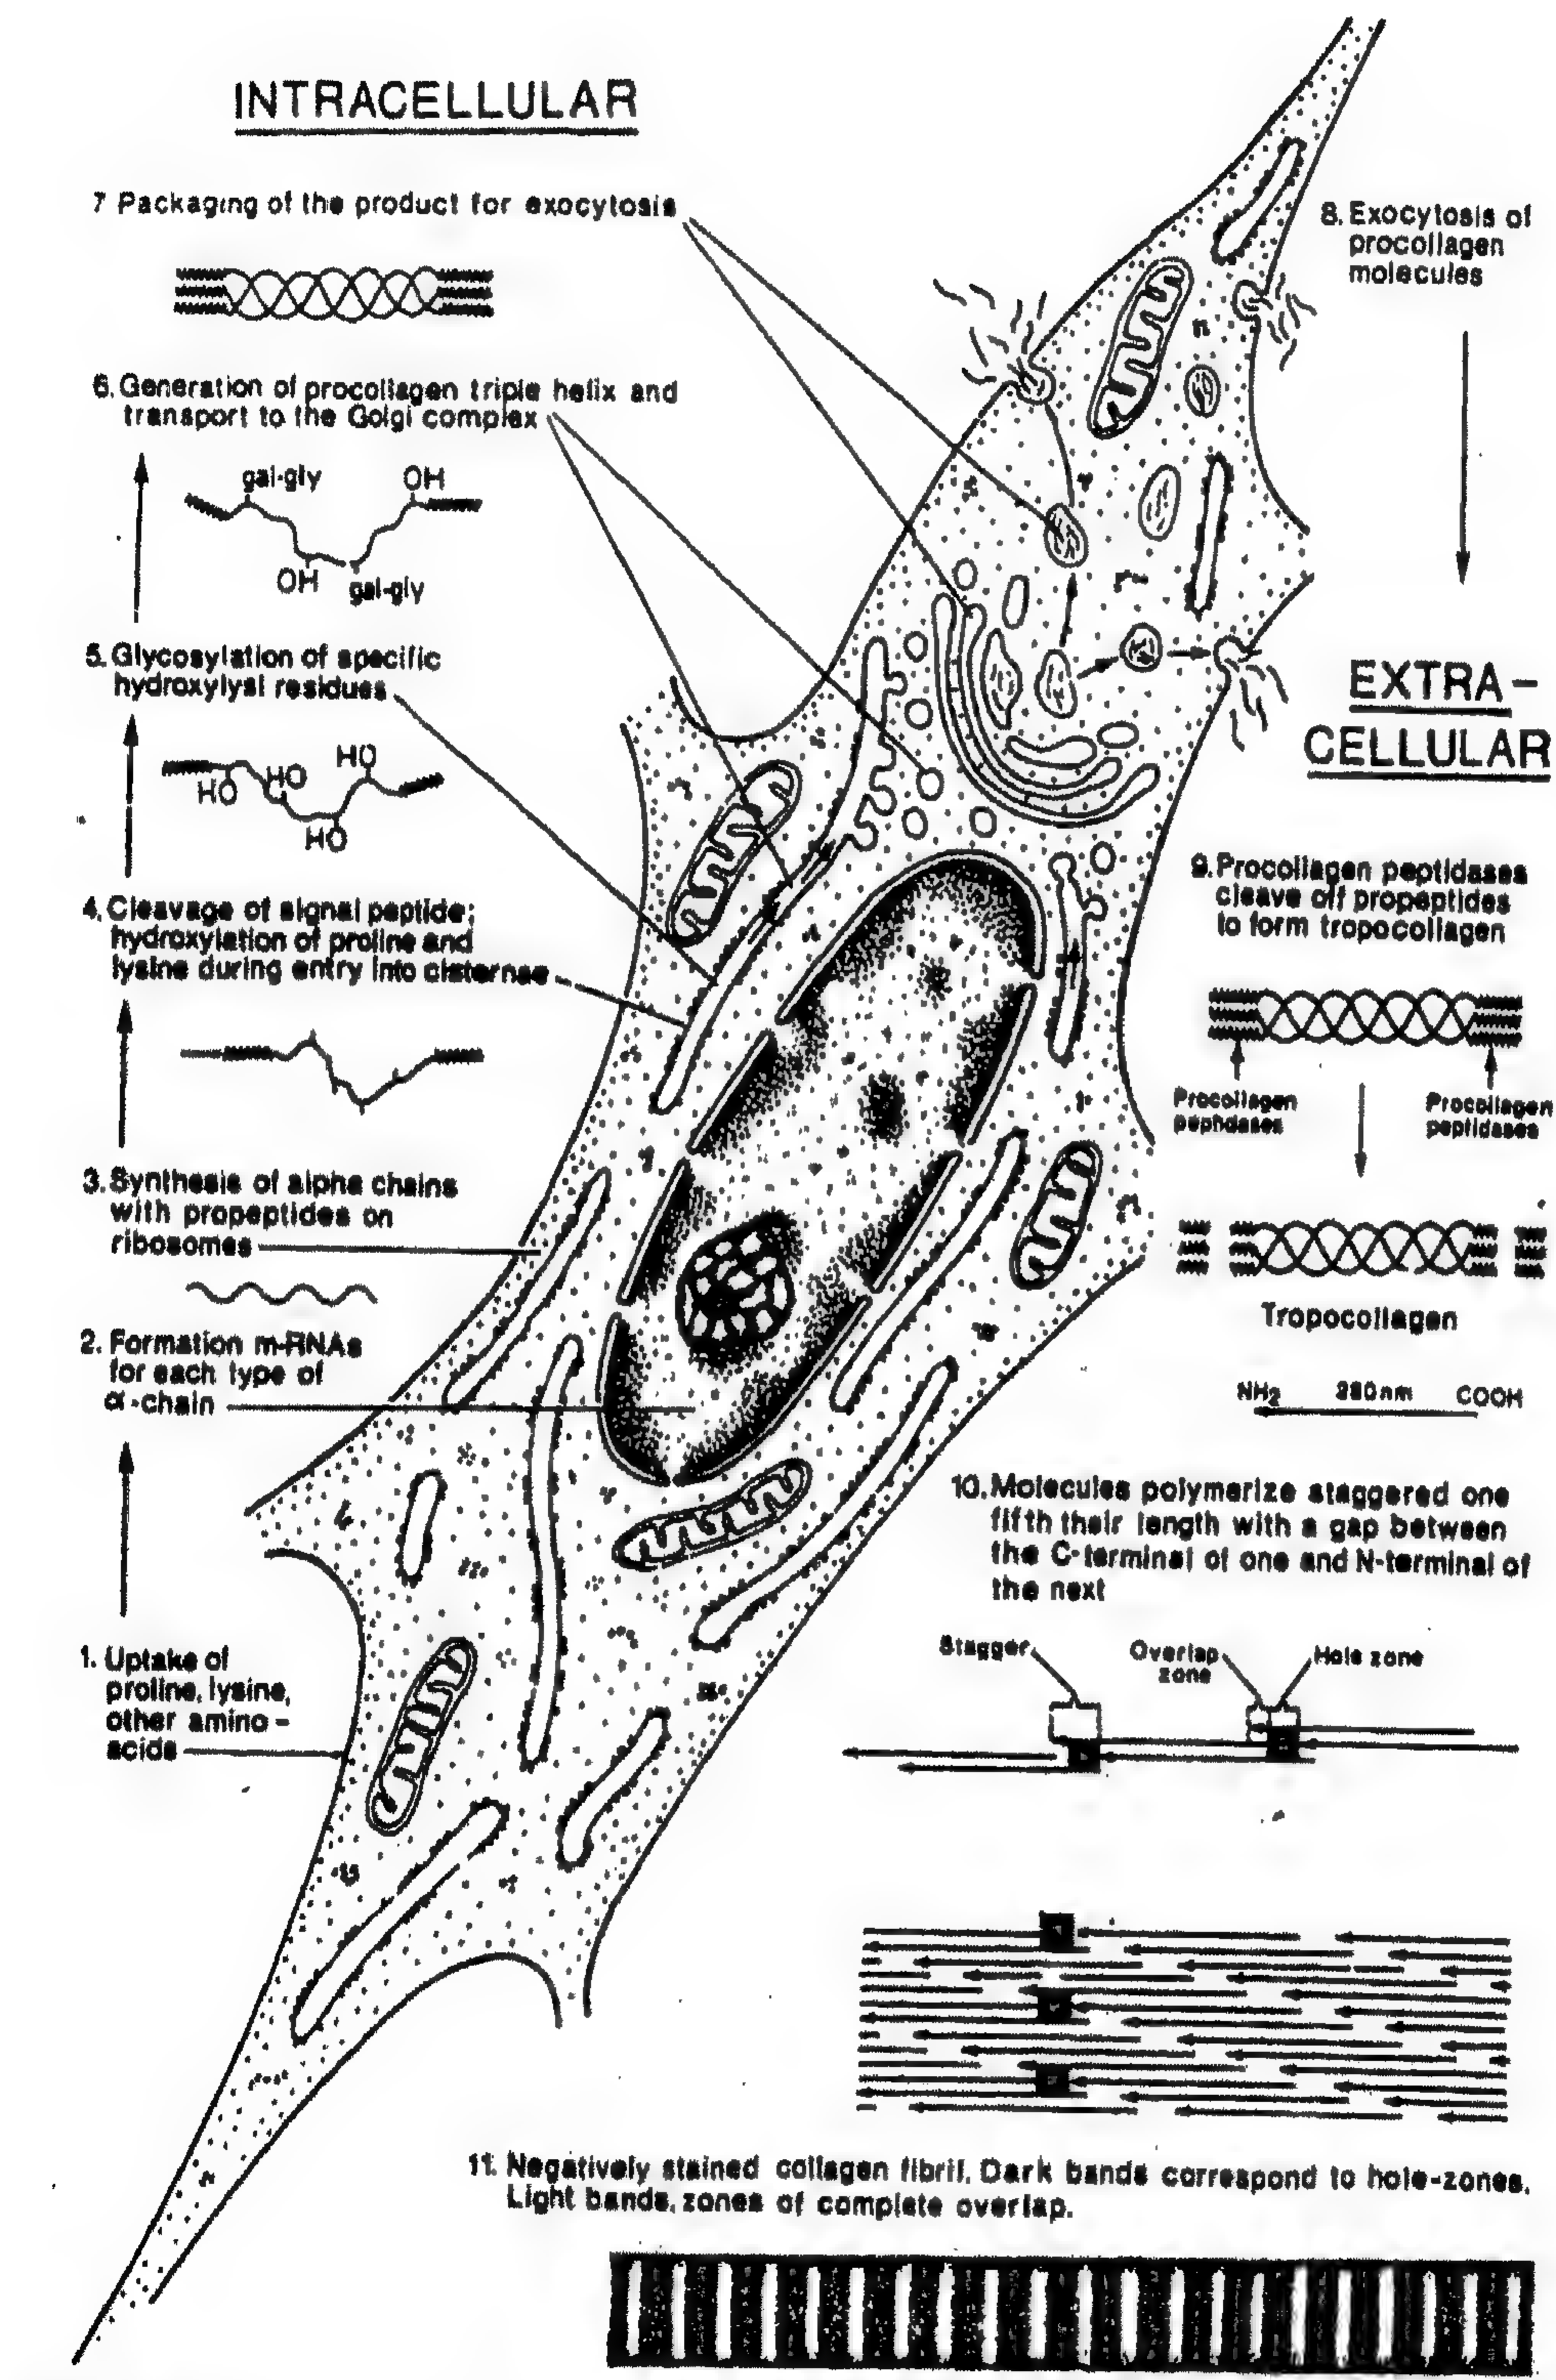 INTRACELLULAR
7 Packaging of the product for exocytosis
6. Generation of procollagen triple helix and
transport to the Golgi complex
gal-gly
OH
OH
gal-gly
5. Glycosylation of specific
hydroxylysl residues
HO
HO
HO
HO
4. Cleavage of signal peptide;
hydroxylation of proline and
lysine during entry into cisternae
3. Synthesis of alpha chains
with propeptides on
ribosomes
2. Formation m-RNAs
for each type of
α-chain
1. Uptake of
proline, lysine,
other amino-
acids
8. Exocytosis of
procollagen
molecules
EXTRA-
CELLULAR
9. Procollagen peptidases
cleave off propeptides
to form tropocollagen
Procollagen
peptidases
Procollagen
peptidases
Tropocollagen
NH2 280nm COOH
10. Molecules polymerize staggered one
fifth their length with a gap between
the C-terminal of one and N-terminal of
the next
Stagger
Overlap
zone
Hole zone
11. Negatively stained collagen fibril. Dark bands correspond to hole-zones.
Light bands, zones of complete overlap.